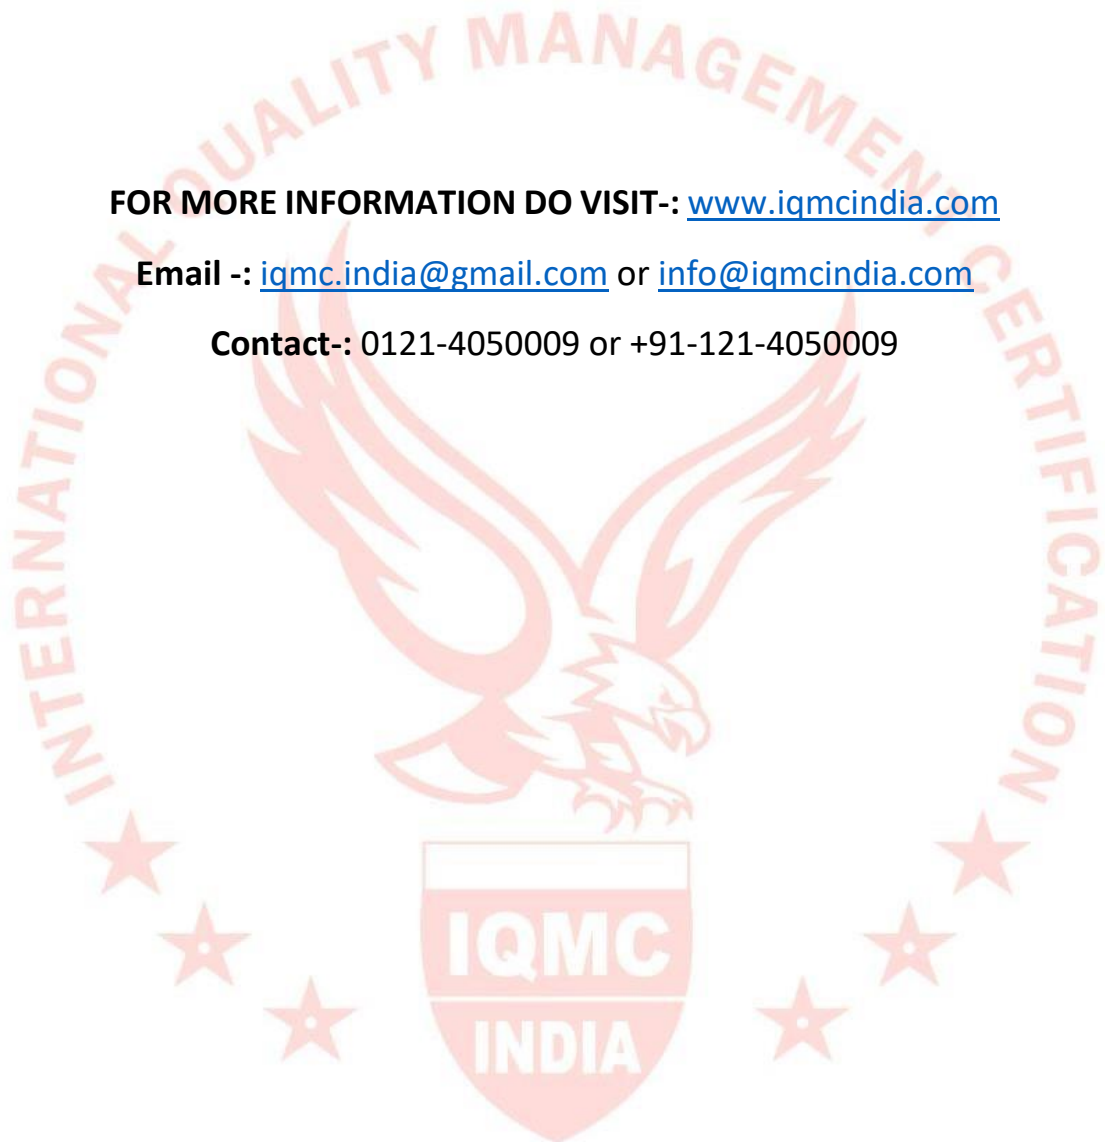 INTERNATIONAL QUALITY MANAGEMENT CERTIFICATION
FOR MORE INFORMATION DO VISIT-: www.iqmcindia.com
Email -: iqmc.india@gmail.com or info@iqmcindia.com
Contact-: 0121-4050009 or +91-121-4050009
IQMC
INDIA